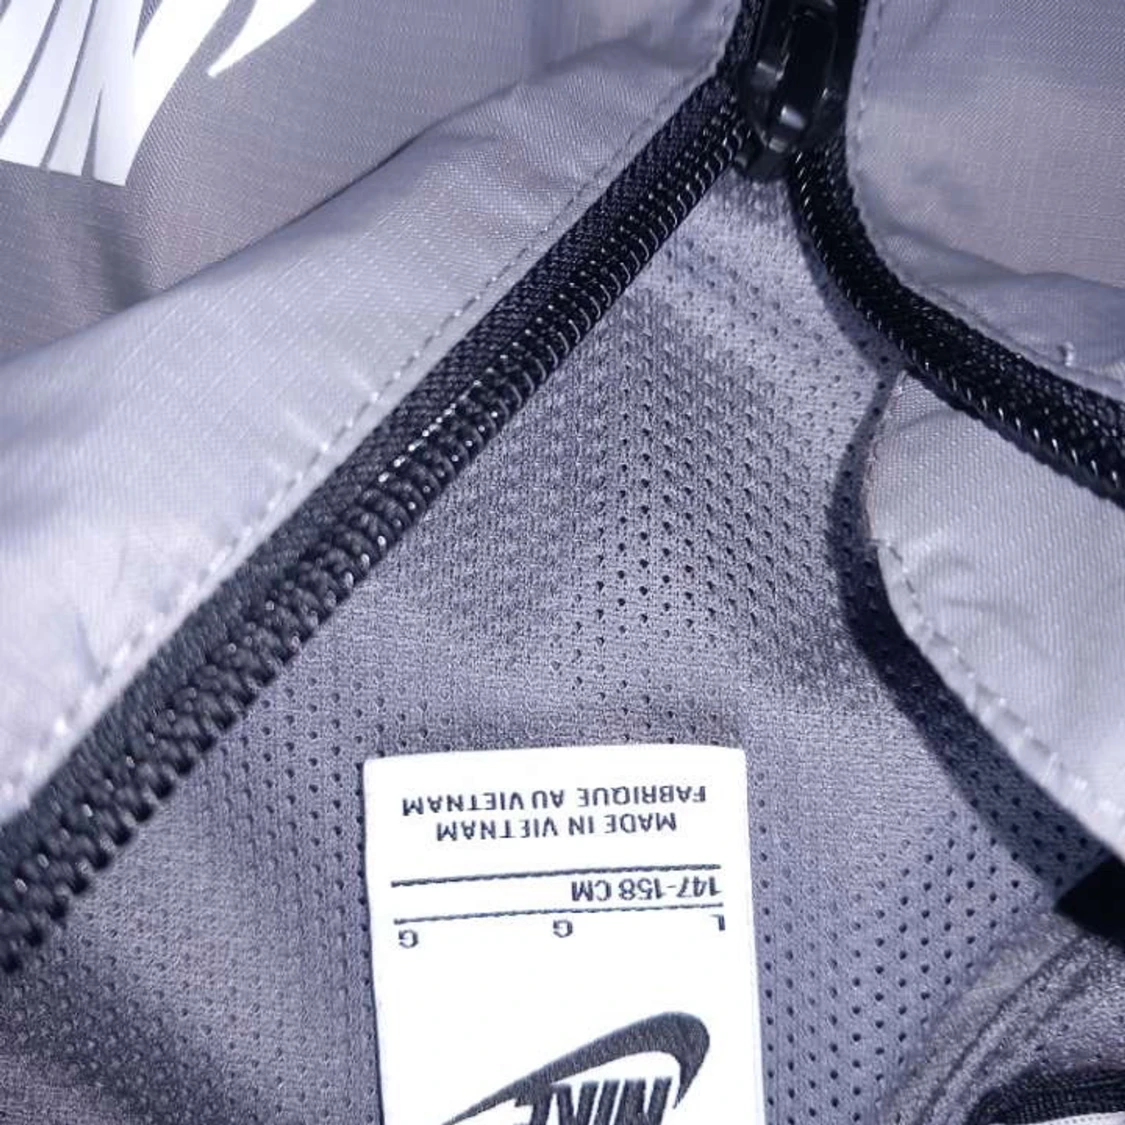 NIKE
L G G
147-158 CM
MADE IN VIETNAM
FABRIQUE AU VIETNAM